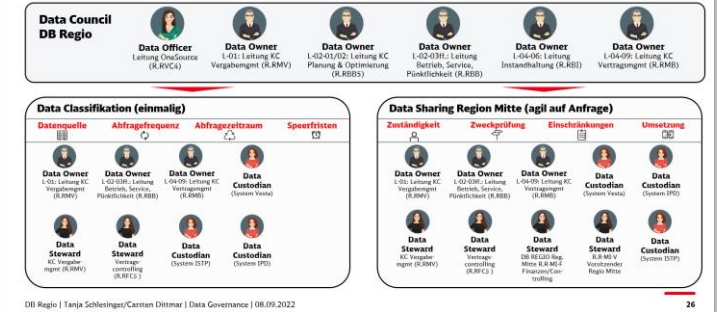 Data Council
DB Regio
Data Officer
Leitung OneSource
(R.RVC4)
Data Owner
L-01: Leitung KC
Vergabemgmt (R.RMV)
Data Owner
L-02-01/02: Leitung KC
Planung & Optimierung
(R.RBB5)
Data Owner
L-02-03ff.: Leitung
Betrieb, Service,
Pünktlichkeit (R.RBB)
Data Owner
L-04-06: Leitung
Instandhaltung (R.RBI)
Data Owner
L-04-09: Leitung KC
Vertragsmgmt (R.RMB)
Data Classifikation (einmalig)
Datenquelle
Abfragefrequenz
Abfragezeitraum
Speerfristen
Data Owner
L-01: Leitung KC
Vergabemgmt
(R.RMV)
Data Owner
L-02-03ff.: Leitung
Betrieb, Service,
Pünktlichkeit (R.RBB)
Data Owner
L-04-09: Leitung KC
Vertragsmgmt
(R.RMB)
Data
Custodian
(System Vesta)
Data
Steward
KC Vergabe-
mgmt (R.RMV)
Data
Steward
Vertrags-
controlling
(R.RFC5 )
Data
Custodian
(System ISTP)
Data
Custodian
(System IPD)
Data Sharing Region Mitte (agil auf Anfrage)
Zuständigkeit
Zweckprüfung
Einschränkungen
Umsetzung
Data Owner
L-01: Leitung KC
Vergabemgmt
(R.RMV)
Data Owner
L-02-03ff.: Leitung
Betrieb, Service,
Pünktlichkeit (R.RBB)
Data Owner
L-04-09: Leitung KC
Vertragsmgmt
(R.RMB)
Data
Custodian
(System Vesta)
Data
Custodian
(System IPD)
Data
Steward
KC Vergabe-
mgmt (R.RMV)
Data
Steward
Vertrags-
controlling
(R.RFC5 )
Data
Steward
DB REGIO Reg.
Mitte R.R-MI-F
Finanzen/Con-
trolling
Data
Steward
R.R-MI-V
Vorsitzender
Regio Mitte
Data
Custodian
(System ISTP)
DB Regio | Tanja Schlesinger/Carsten Dittmar | Data Governance | 08.09.2022
26